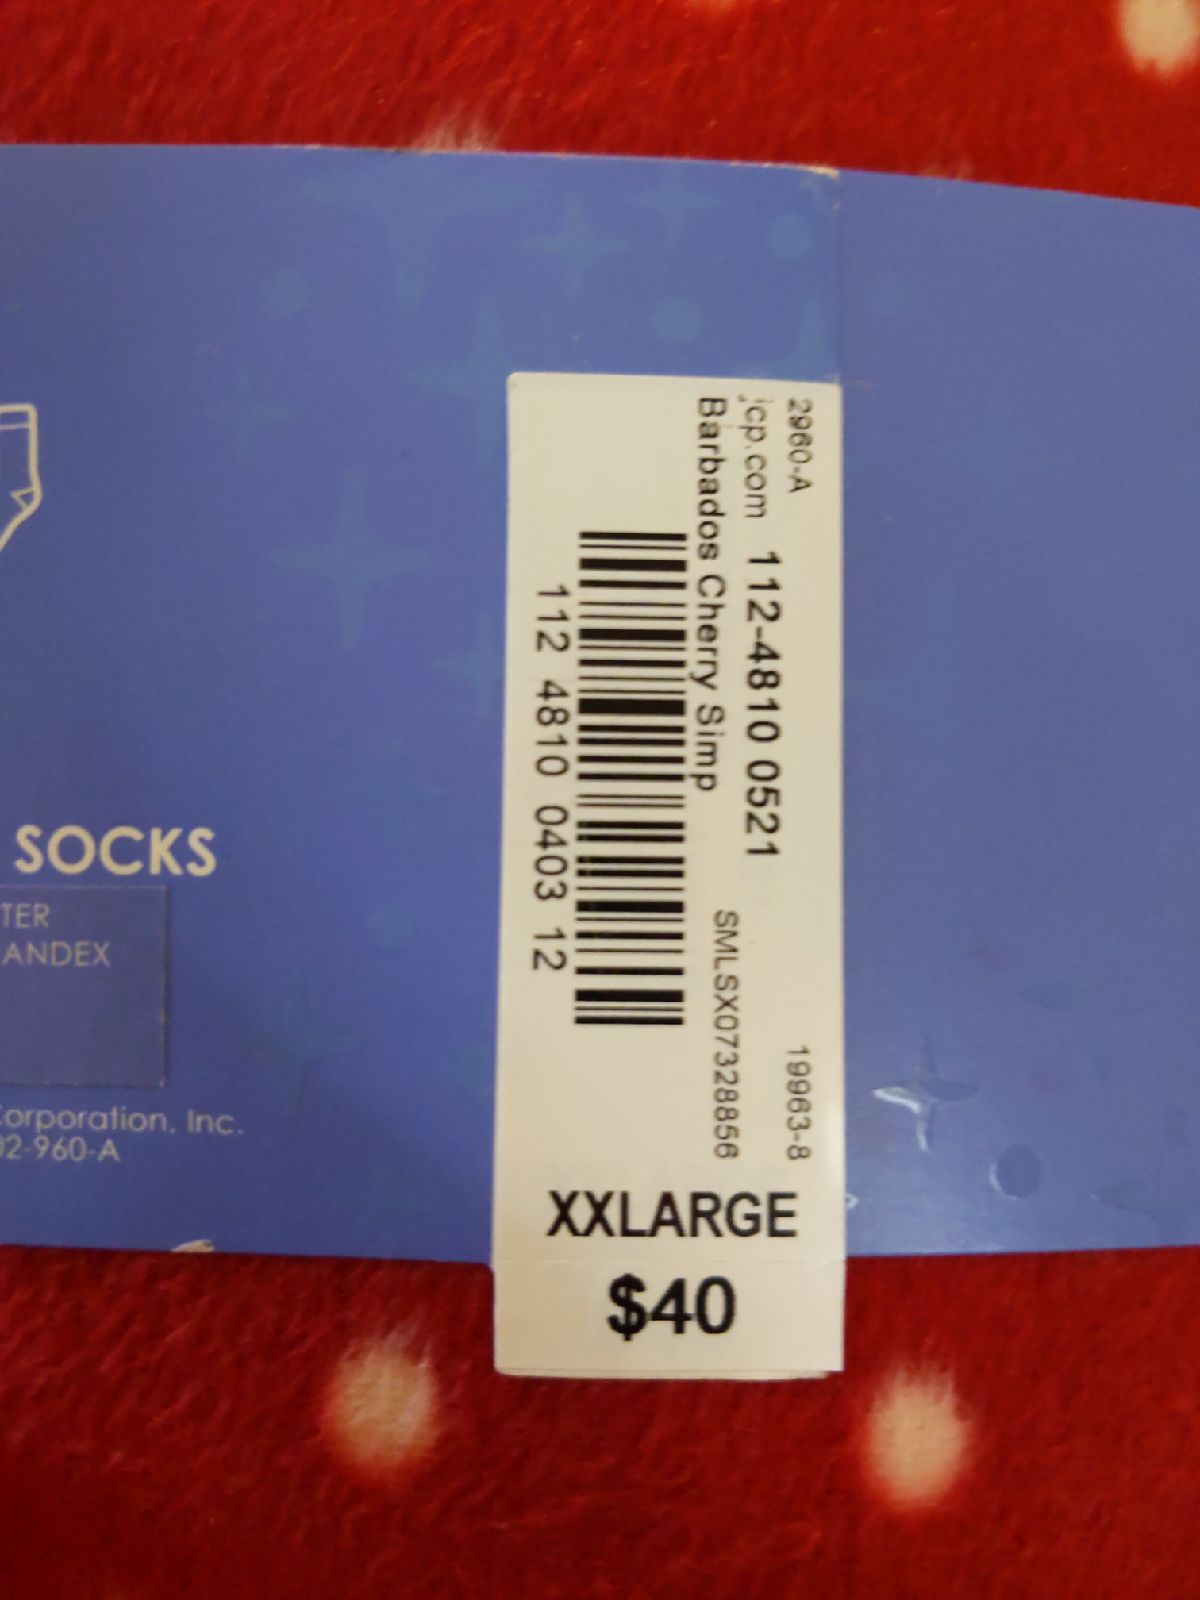 SOCKS
TER
ANDEX
Corporation, Inc.
02-960-A
2960-A 19963-8
jcp.com 112-4810 0521
SMLSX07328856
Barbados Cherry Simp
112 4810 0403 12
XXLARGE
$40